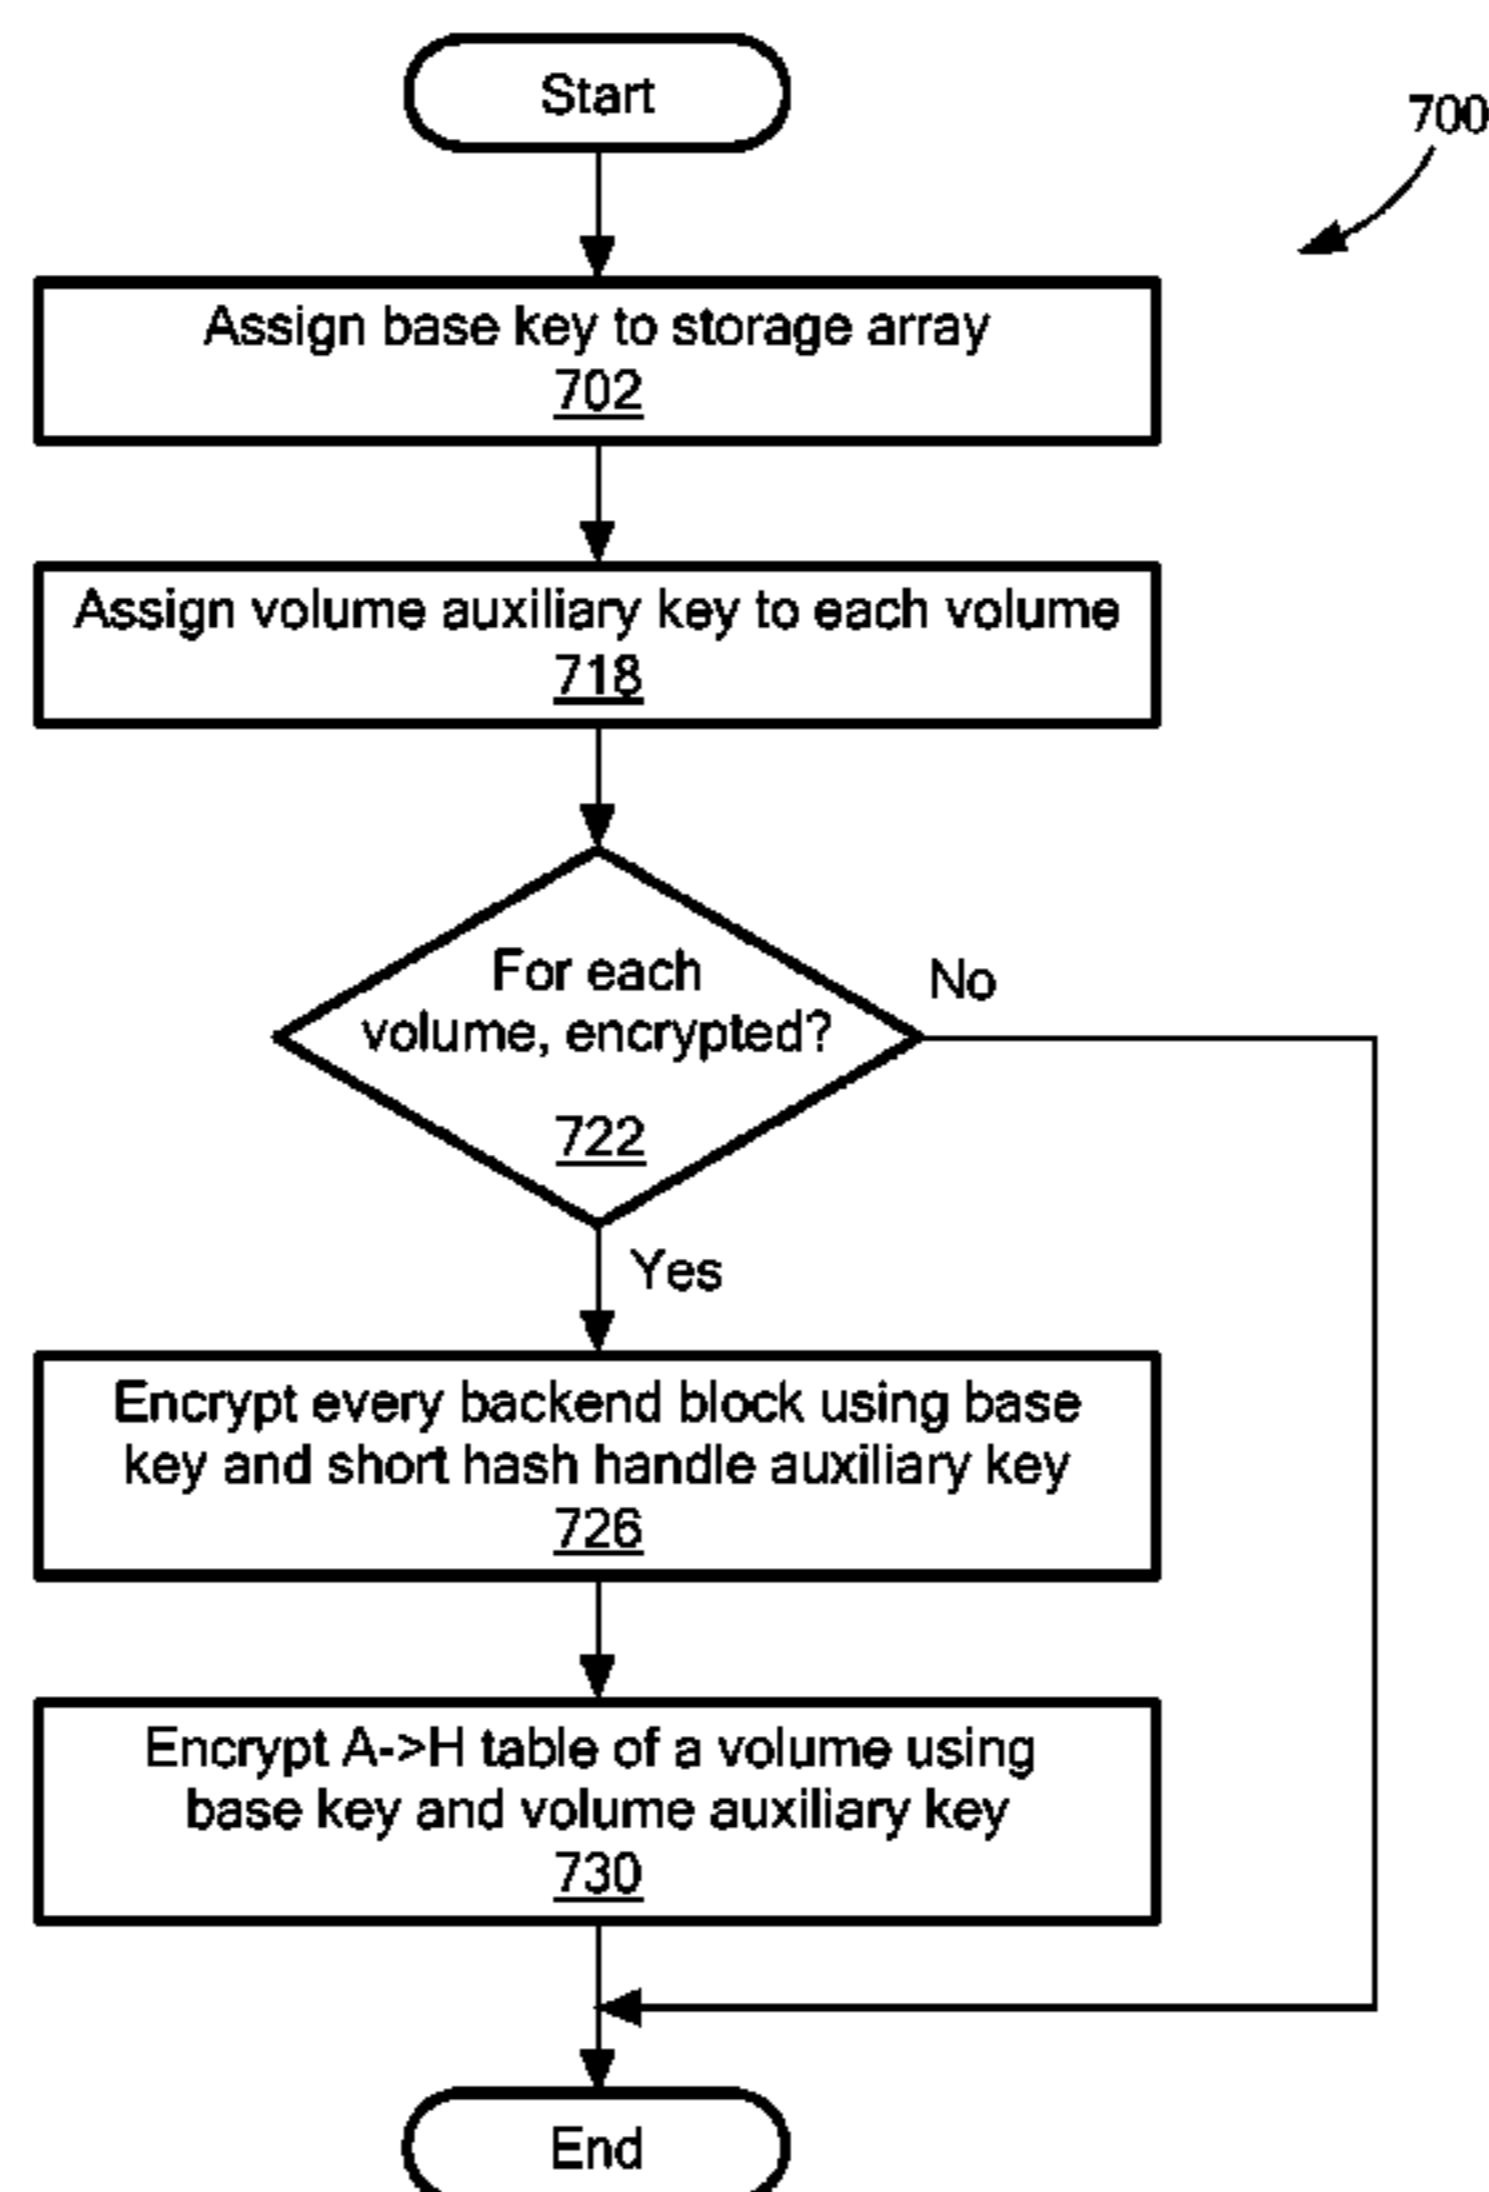 Start
700
Assign base key to storage array
702
Assign volume auxiliary key to each volume
718
For each
volume, encrypted?
722
No
Yes
Encrypt every backend block using base
key and short hash handle auxiliary key
726
Encrypt A->H table of a volume using
base key and volume auxiliary key
730
End